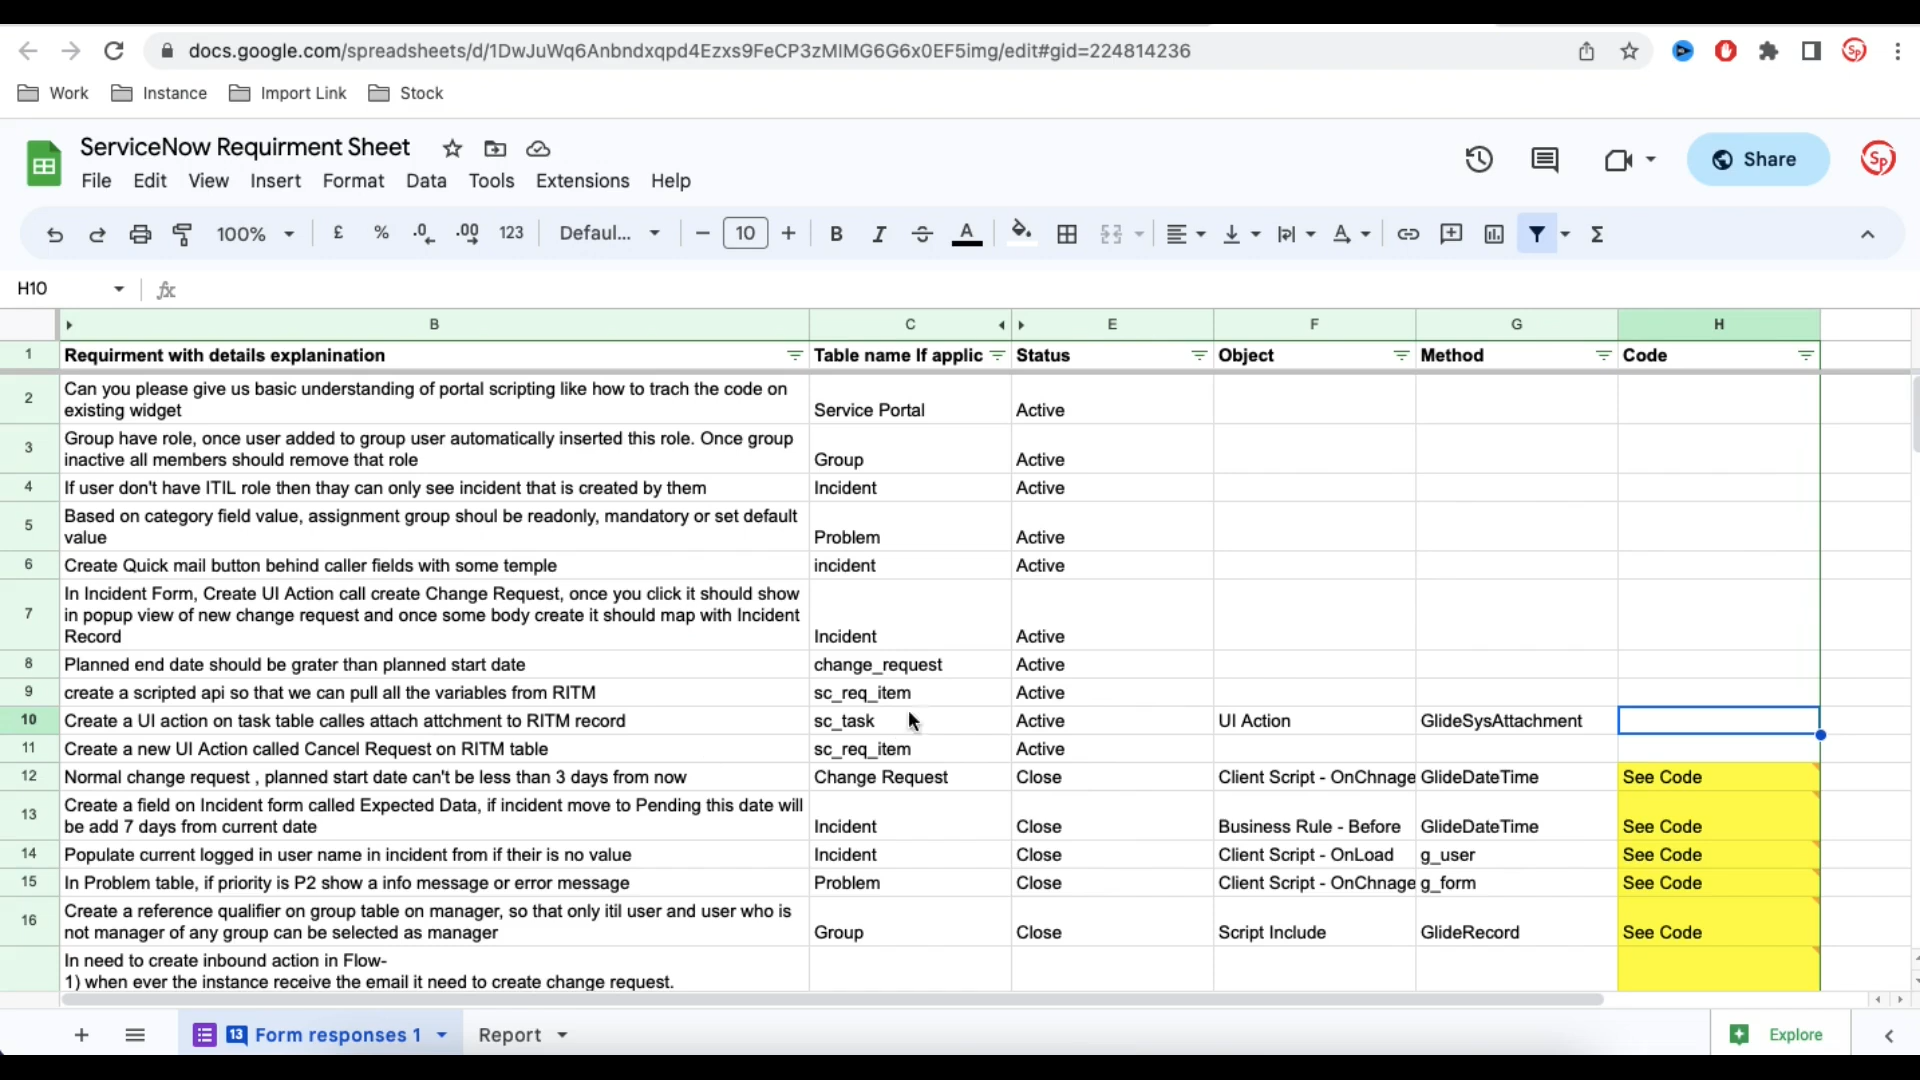 docs.google.com/spreadsheets/d/1DwJuWq6Anbndxqpd4Ezxs9FeCP3zMIMG6G6x0EF5img/edit#gid=224814236
Work Instance Import Link Stock
ServiceNow Requirment Sheet
File Edit View Insert Format Data Tools Extensions Help
Share
Sp
100% £ % .0 .00 123 Defaul... 10 B I A Σ
H10 fx
B C E F G H
1 Requirment with details explanination Table name If applic Status Object Method Code
2 Can you please give us basic understanding of portal scripting like how to trach the code on
existing widget Service Portal Active
3 Group have role, once user added to group user automatically inserted this role. Once group
inactive all members should remove that role Group Active
4 If user don't have ITIL role then thay can only see incident that is created by them Incident Active
5 Based on category field value, assignment group shoul be readonly, mandatory or set default
value Problem Active
6 Create Quick mail button behind caller fields with some temple incident Active
7 In Incident Form, Create UI Action call create Change Request, once you click it should show
in popup view of new change request and once some body create it should map with Incident
Record Incident Active
8 Planned end date should be grater than planned start date change_request Active
9 create a scripted api so that we can pull all the variables from RITM sc_req_item Active
10 Create a UI action on task table calles attach attchment to RITM record sc_task Active UI Action GlideSysAttachment
11 Create a new UI Action called Cancel Request on RITM table sc_req_item Active
12 Normal change request , planned start date can't be less than 3 days from now Change Request Close Client Script - OnChnage GlideDateTime See Code
13 Create a field on Incident form called Expected Data, if incident move to Pending this date will
be add 7 days from current date Incident Close Business Rule - Before GlideDateTime See Code
14 Populate current logged in user name in incident from if their is no value Incident Close Client Script - OnLoad g_user See Code
15 In Problem table, if priority is P2 show a info message or error message Problem Close Client Script - OnChnage g_form See Code
16 Create a reference qualifier on group table on manager, so that only itil user and user who is
not manager of any group can be selected as manager Group Close Script Include GlideRecord See Code
In need to create inbound action in Flow-
1) when ever the instance receive the email it need to create change request.
13 Form responses 1 Report Explore